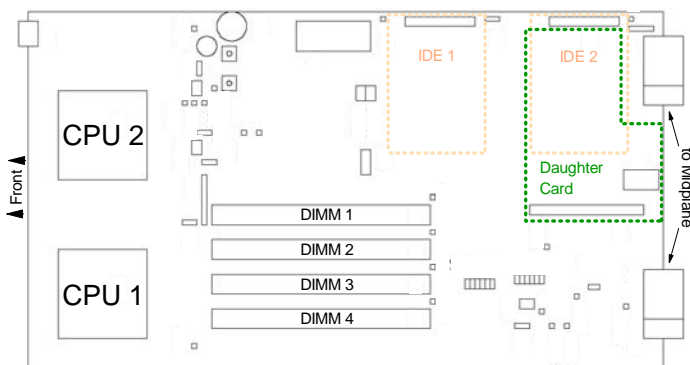 IDE 1
IDE 2
CPU 2
Daughter
Card
Front
to Midplane
DIMM 1
DIMM 2
DIMM 3
DIMM 4
CPU 1